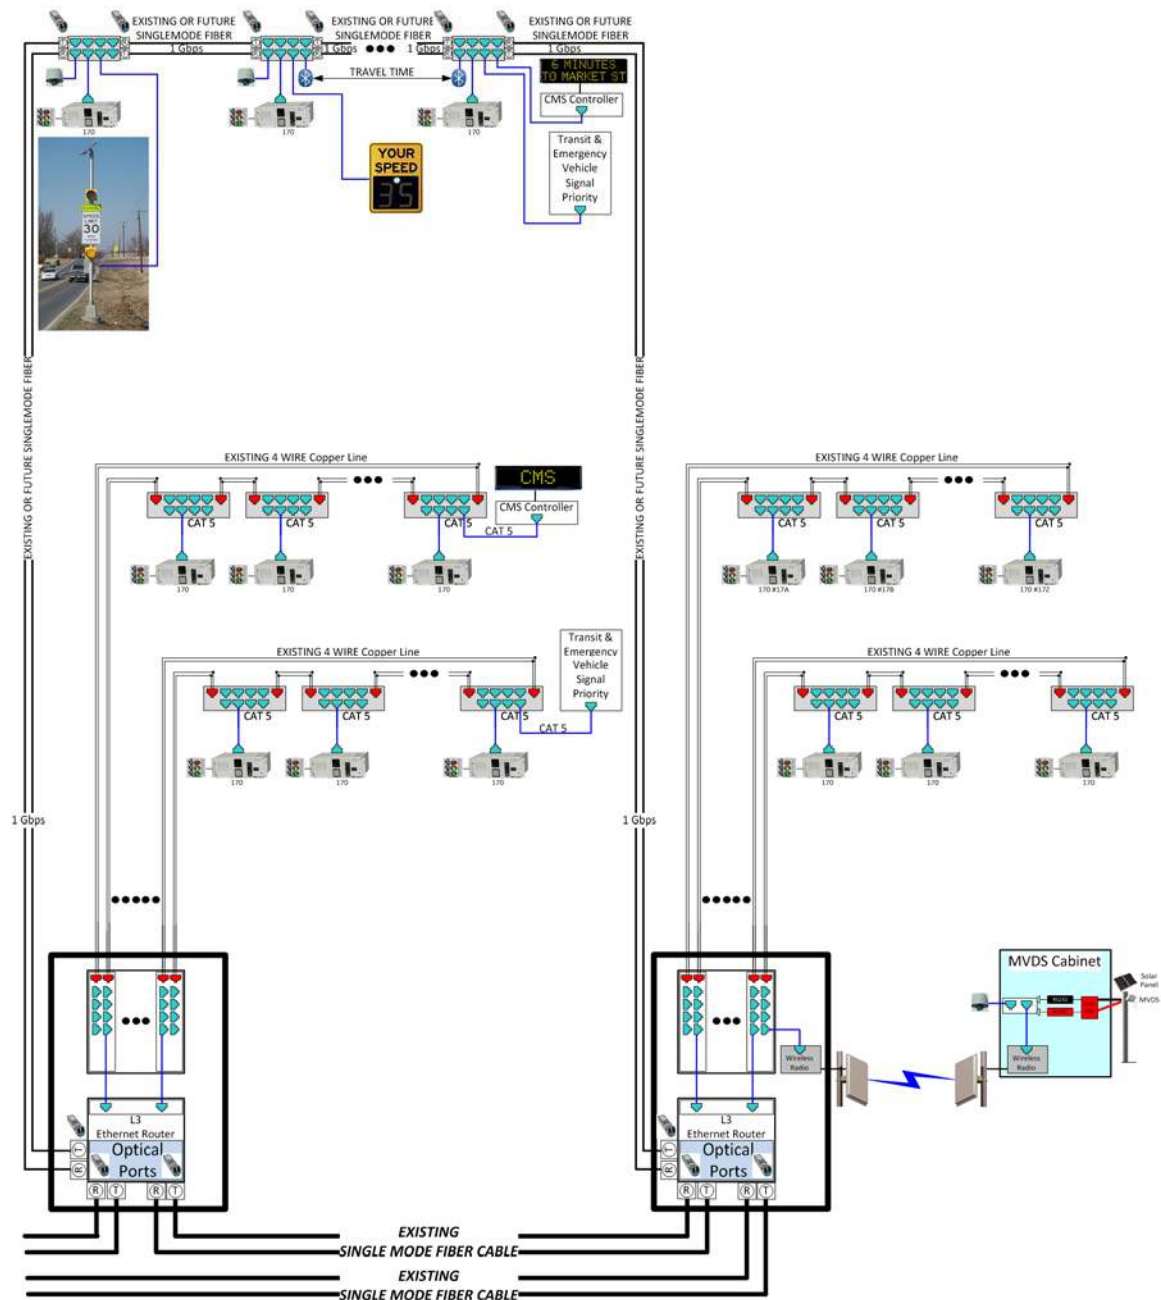 EXISTING OR FUTURE
SINGLEMODE FIBER
1 Gbps
EXISTING OR FUTURE
SINGLEMODE FIBER
1Gbps
1 Gbps
EXISTING OR FUTURE
SINGLEMODE FIBER
TRAVEL TIME
6 MINUTES
TO MARKET ST
CMS Controller
170
170
170
Transit &
Emergency
Vehicle
Signal
Priority
YOUR
SPEED
35
SPEED
LIMIT
30
EXISTING OR FUTURE SINGLEMODE FIBER
EXISTING OR FUTURE SINGLEMODE FIBER
EXISTING 4 WIRE Copper Line
CMS
CMS Controller
CAT 5
CAT 5
CAT 5
CAT 5
170
170
170
EXISTING 4 WIRE Copper Line
CAT 5
CAT 5
CAT 5
170 #17A
170 #17B
170 #172
EXISTING 4 WIRE Copper Line
Transit &
Emergency
Vehicle
Signal
Priority
CAT 5
CAT 5
CAT 5
CAT 5
170
170
170
EXISTING 4 WIRE Copper Line
CAT 5
CAT 5
CAT 5
170
170
170
1 Gbps
1 Gbps
MVDS Cabinet
Solar
Panel
MVDS
Wireless
Radio
Wireless
Radio
L3
Ethernet Router
Optical
Ports
T
R
R
T
R
T
L3
Ethernet Router
Optical
Ports
T
R
R
T
R
T
EXISTING
SINGLE MODE FIBER CABLE
EXISTING
SINGLE MODE FIBER CABLE